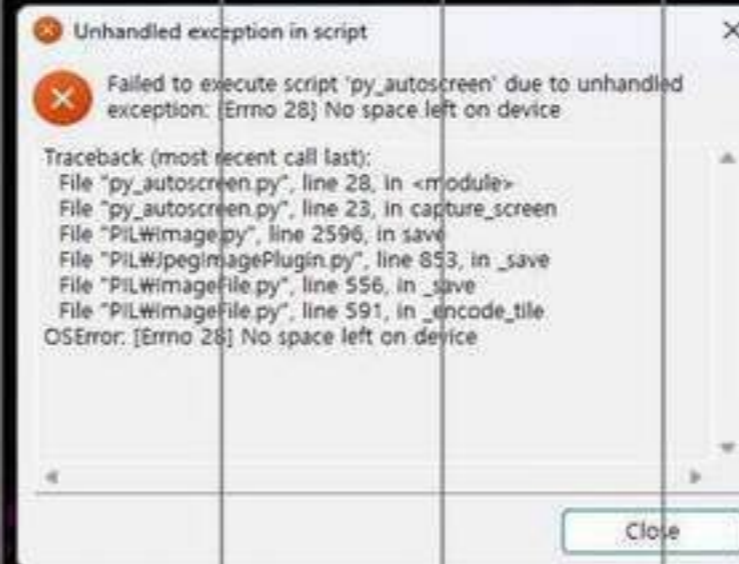 Unhandled exception in script
Failed to execute script 'py_autoscreen' due to unhandled
exception: [Errno 28] No space left on device
Traceback (most recent call last):
File "py_autoscreen.py", line 28, in <module>
File "py_autoscreen.py", line 23, in capture_screen
File "PIL₩Image.py", line 2596, in save
File "PIL₩JpegImagePlugin.py", line 853, in _save
File "PIL₩ImageFile.py", line 556, in _save
File "PIL₩ImageFile.py", line 591, in _encode_tile
OSError: [Errno 28] No space left on device
Close